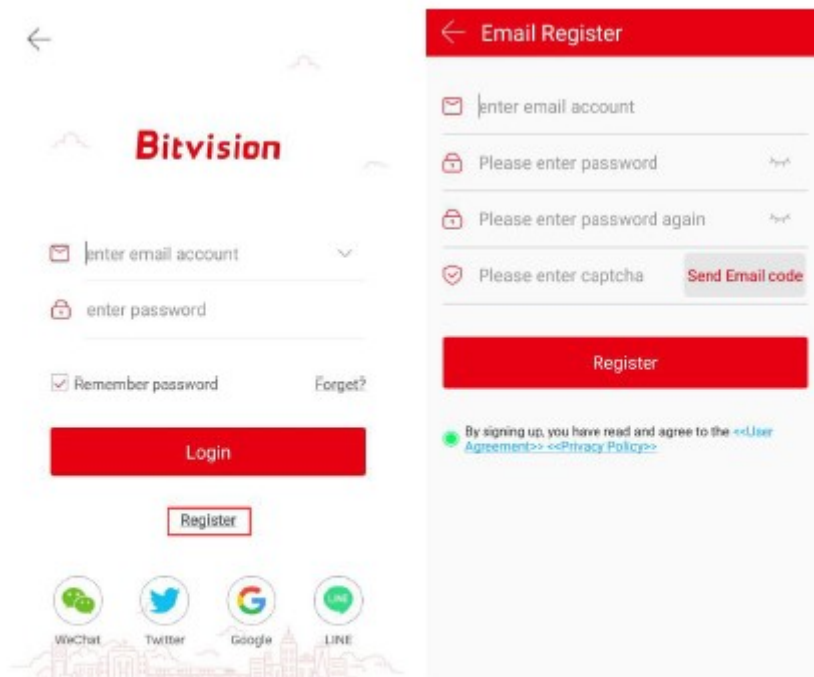 Bitvision
enter email account
enter password
Remember password
Forget?
Login
Register
WeChat
Twitter
Google
LINE
LINE
Email Register
enter email account
Please enter password
Please enter password again
Please enter captcha
Send Email code
Register
By signing up, you have read and agree to the <<User
Agreement>> <<Privacy Policy>>